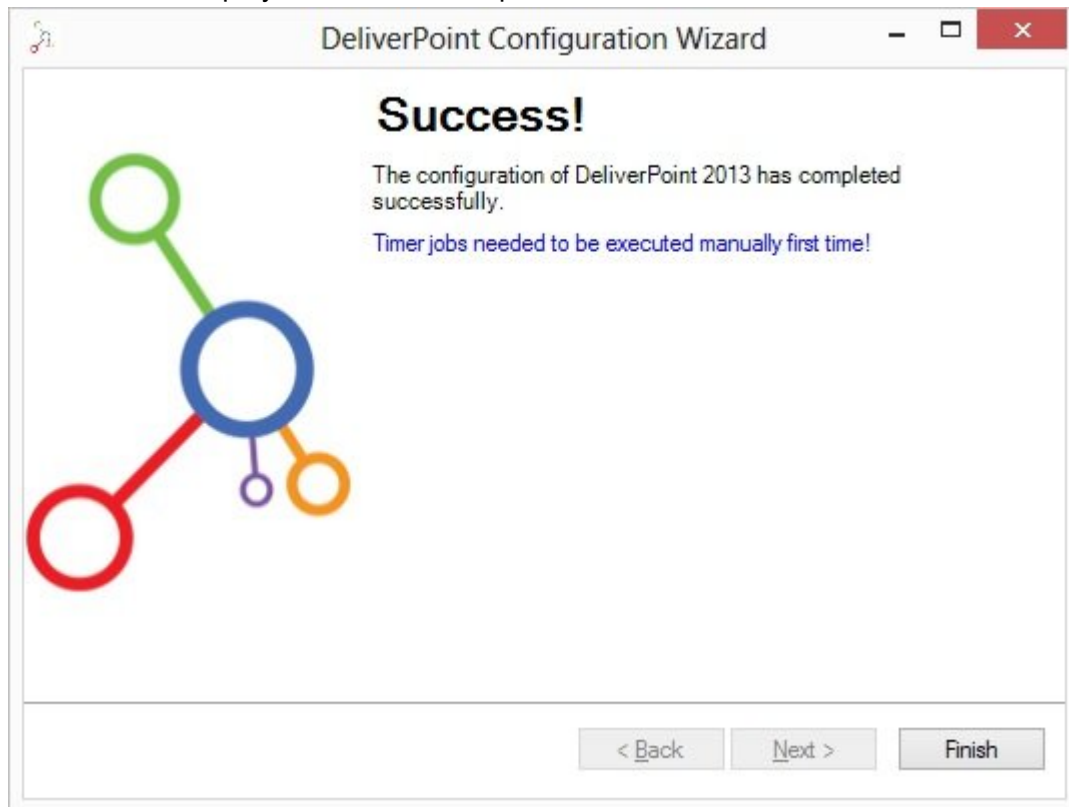 DeliverPoint Configuration Wizard
Success!
The configuration of DeliverPoint 2013 has completed
successfully.
Timer jobs needed to be executed manually first time!
< Back Next > Finish